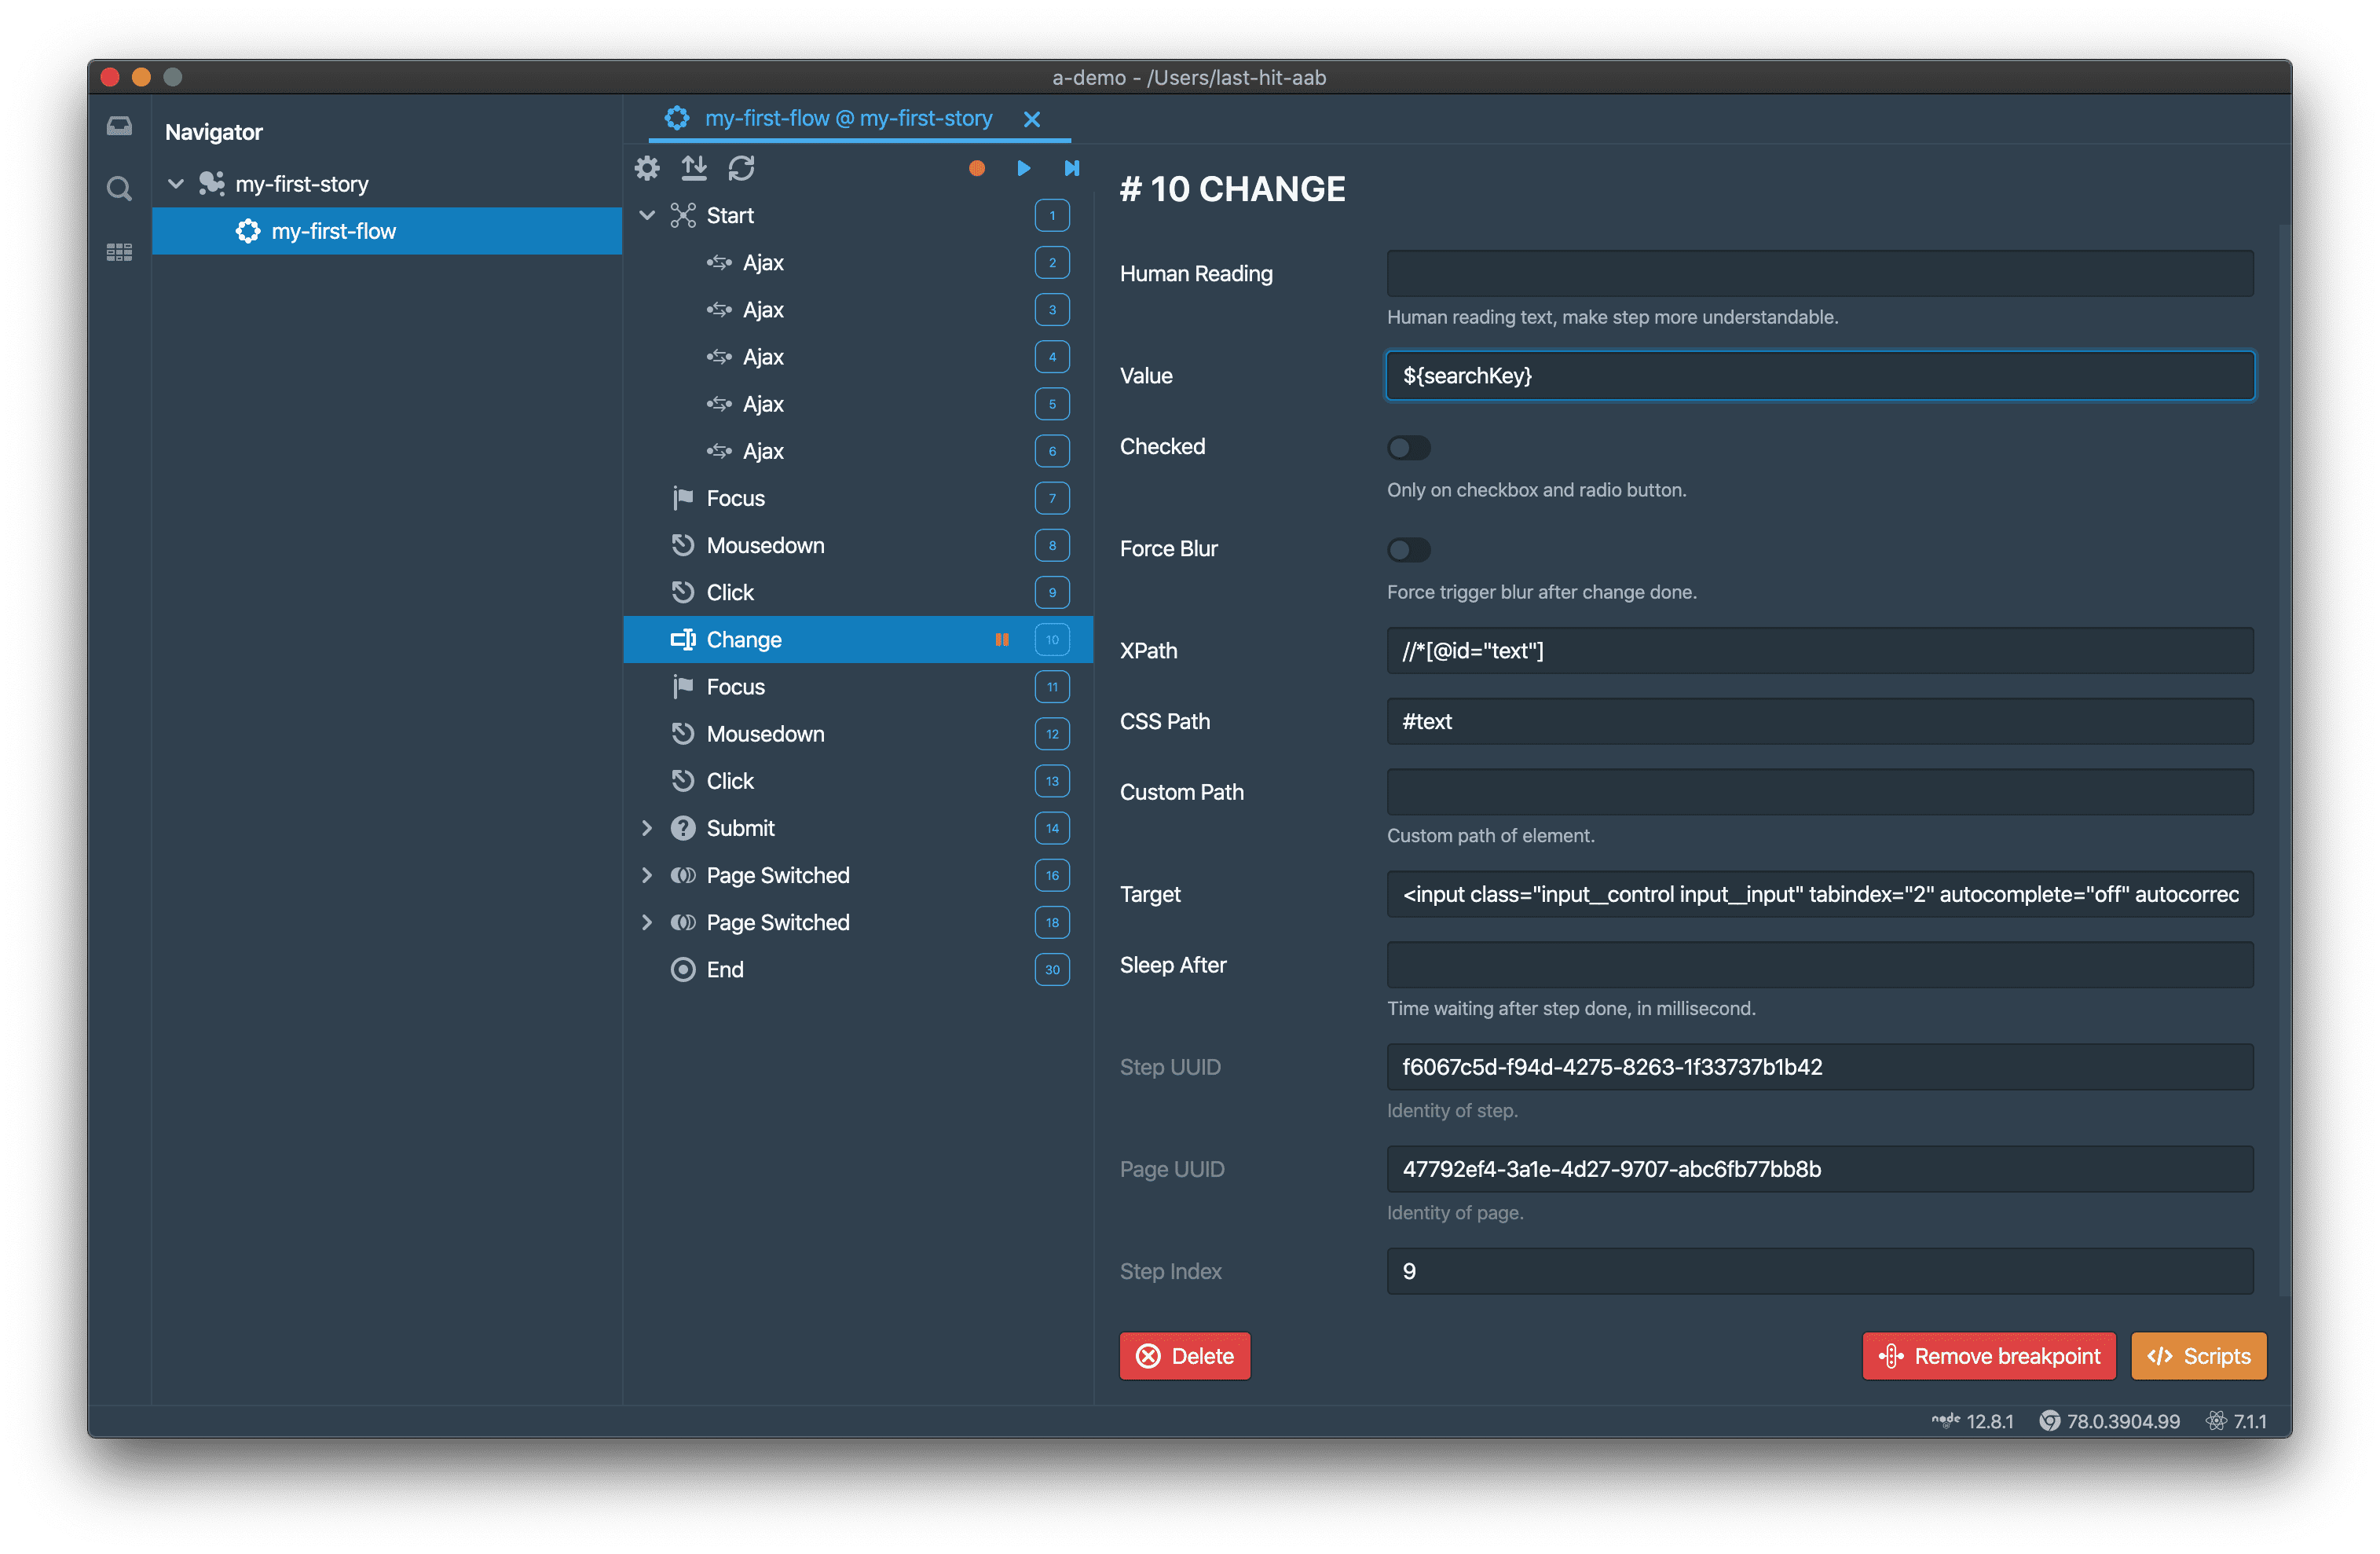 a-demo - /Users/last-hit-aab
Navigator
my-first-story
my-first-flow
my-first-flow @ my-first-story
Start 1
Ajax 2
Ajax 3
Ajax 4
Ajax 5
Ajax 6
Focus 7
Mousedown 8
Click 9
Change 10
Focus 11
Mousedown 12
Click 13
Submit 14
Page Switched 16
Page Switched 18
End 30
# 10 CHANGE
Human Reading
Human reading text, make step more understandable.
Value ${searchKey}
Checked
Only on checkbox and radio button.
Force Blur
Force trigger blur after change done.
XPath //*[@id="text"]
CSS Path #text
Custom Path
Custom path of element.
Target <input class="input__control input__input" tabindex="2" autocomplete="off" autocorrec
Sleep After
Time waiting after step done, in millisecond.
Step UUID f6067c5d-f94d-4275-8263-1f33737b1b42
Identity of step.
Page UUID 47792ef4-3a1e-4d27-9707-abc6fb77bb8b
Identity of page.
Step Index 9
Delete Remove breakpoint Scripts
node 12.8.1 78.0.3904.99 7.1.1